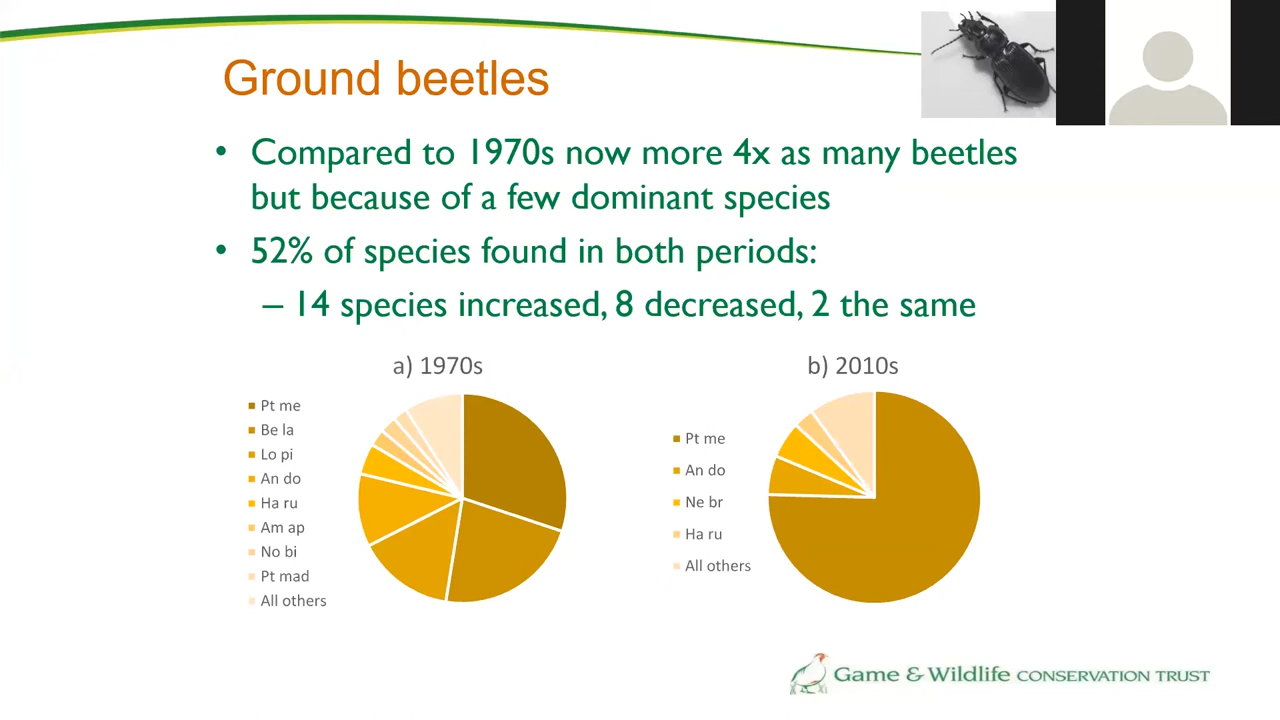 Ground beetles
• Compared to 1970s now more 4x as many beetles
but because of a few dominant species
• 52% of species found in both periods:
– 14 species increased, 8 decreased, 2 the same
a) 1970s
Pt me
Be la
Lo pi
An do
Ha ru
Am ap
No bi
Pt mad
All others
b) 2010s
Pt me
An do
Ne br
Ha ru
All others
Game & Wildlife CONSERVATION TRUST